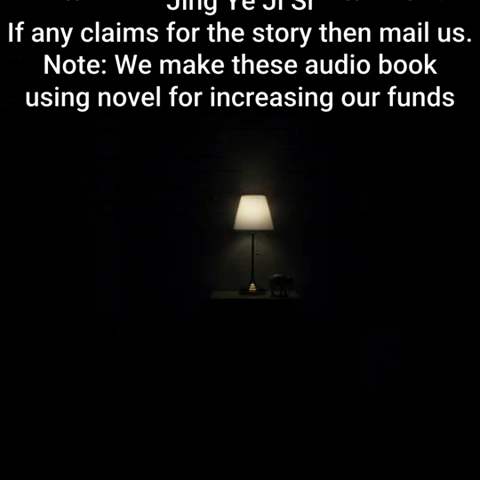 Jing Ye Ji Si
If any claims for the story then mail us.
Note: We make these audio book
using novel for increasing our funds